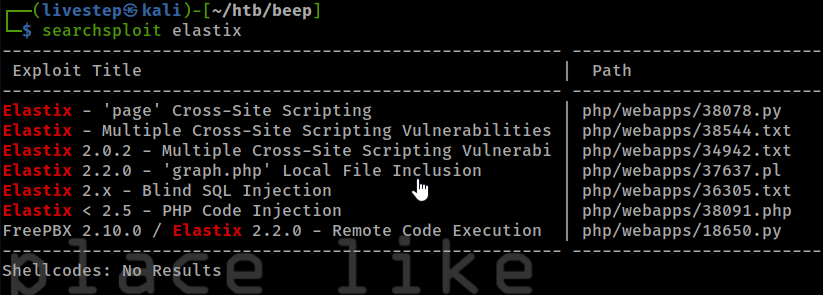 (livestep㉿kali)-[~/htb/beep]
$ searchsploit elastix
Exploit Title | Path
Elastix - 'page' Cross-Site Scripting | php/webapps/38078.py
Elastix - Multiple Cross-Site Scripting Vulnerabilities | php/webapps/38544.txt
Elastix 2.0.2 - Multiple Cross-Site Scripting Vulnerabi | php/webapps/34942.txt
Elastix 2.2.0 - 'graph.php' Local File Inclusion | php/webapps/37637.pl
Elastix 2.x - Blind SQL Injection | php/webapps/36305.txt
Elastix < 2.5 - PHP Code Injection | php/webapps/38091.php
FreePBX 2.10.0 / Elastix 2.2.0 - Remote Code Execution | php/webapps/18650.py
Shellcodes: No Results
place like